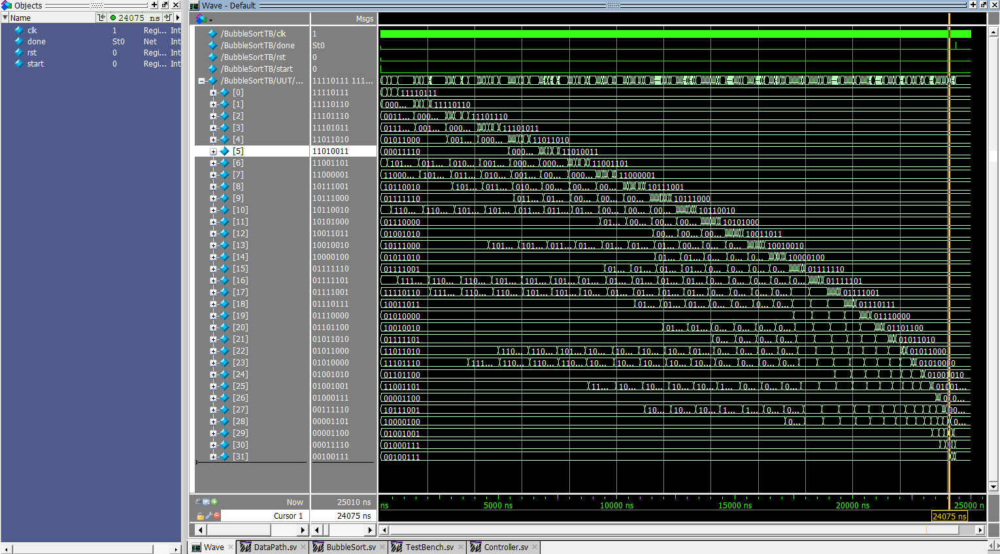 Objects
Name 24075 ns
clk 1 Regi... Int
done St0 Net Int
rst 0 Regi... Int
start 0 Regi... Int
Wave - Default
Msgs
/BubbleSortTB/clk 1
/BubbleSortTB/done St0
/BubbleSortTB/rst 0
/BubbleSortTB/start 0
/BubbleSortTB/UUT/... 11110111 111...
[0] 11110111 11110111
[1] 11110110 000... 11110110
[2] 11101110 0011... 000... 11101110
[3] 11101011 0111... 001... 000... 11101011
[4] 11011010 01011000 001... 000... 11011010
[5] 11010011 00011110 000... 11010011
[6] 11001101 101... 011... 010... 001... 000... 000... 11001101
[7] 11000001 11000... 101... 011... 010... 001... 00... 000... 11000001
[8] 10111001 10110010 101... 011... 010... 00... 00... 00... 10111001
[9] 10111000 01111110 011... 01... 00... 00... 00... 10111000
[10] 10110010 110... 110... 101... 101... 011... 011... 01... 00... 00... 00... 10110010
[11] 10101000 01110000 01... 00... 00... 00... 10101000
[12] 10011011 01001010 00... 00... 00... 10011011
[13] 10010010 10111000 101... 101... 011... 01... 01... 01... 01... 00... 0... 0... 10010010
[14] 10000100 01011010 01... 01... 0... 0... 0... 10000100
[15] 01111110 01111001 01... 01... 01... 01... 0... 0... 0... 01111110
[16] 01111101 111... 110... 110... 101... 101... 101... 01... 01... 01... 01... 01... 0... 0... 0... 0... 01111101
[17] 01111001 11110110 111... 110... 110... 101... 101... 10... 01... 01... 01... 01... 0... 0... 0... 0... 01111001
[18] 01110111 10011011 01... 01... 01... 0... 0... 0... 01110111
[19] 01110000 01010000 01110000
[20] 01101100 10010010 01... 01... 0... 0... 0... 0... 01101100
[21] 01011010 01111101 0... 0... 0... 0... 01011010
[22] 01011000 11011010 110... 110... 101... 10... 10... 10... 10... 01... 0... 0... 0... 0... 01011000
[23] 01010000 11101110 111... 110... 110... 110... 10... 10... 10... 10... 10... 0... 0... 0... 0... 01010000
[24] 01001010 01101100 01001010
[25] 01001001 11001101 11... 10... 10... 10... 10... 1... 0... 0... 0... 01001...
[26] 01000111 00001100 0...
[27] 00111110 10111001 10... 10... 10... 1... 1... 0... 0... 00...
[28] 00001101 10000100 0... 0...
[29] 00001100 01001001
[30] 00011110 01000111
[31] 00100111 00100111
Now 25010 ns ns 5000 ns 10000 ns 15000 ns 20000 ns 25000 n
Cursor 1 24075 ns 24075 ns
Wave DataPath.sv BubbleSort.sv TestBench.sv Controller.sv